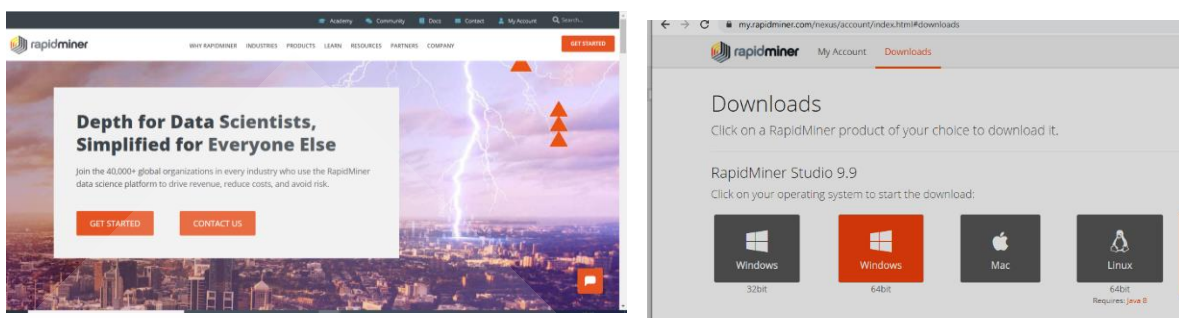 Academy Community Docs Contact My Account Search...
rapidminer WHY RAPIDMINER INDUSTRIES PRODUCTS LEARN RESOURCES PARTNERS COMPANY GET STARTED
Depth for Data Scientists,
Simplified for Everyone Else
Join the 40,000+ global organizations in every industry who use the RapidMiner
data science platform to drive revenue, reduce costs, and avoid risk.
GET STARTED CONTACT US
my.rapidminer.com/nexus/account/index.html#downloads
rapidminer My Account Downloads
Downloads
Click on a RapidMiner product of your choice to download it.
RapidMiner Studio 9.9
Click on your operating system to start the download:
Windows Windows Mac Linux
32bit 64bit 64bit
Requires: Java 8